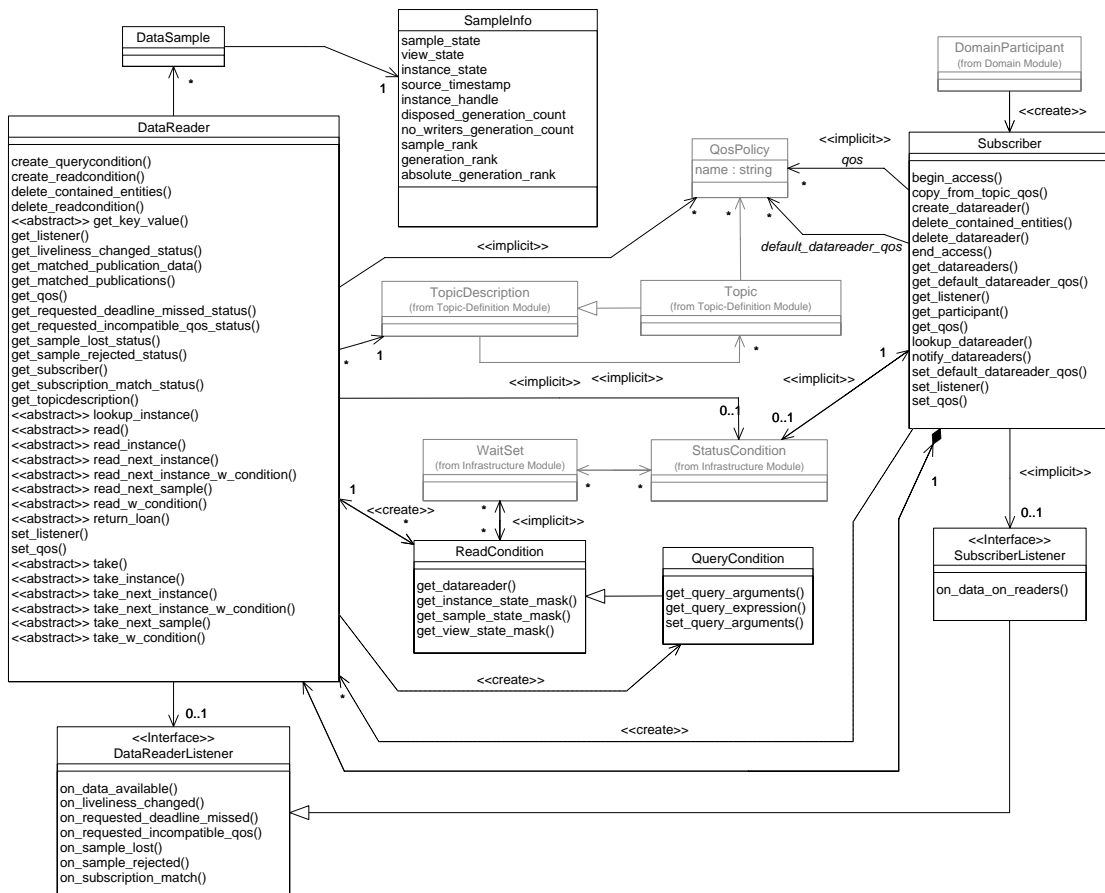 DataSample
SampleInfo
sample_state
view_state
instance_state
source_timestamp
instance_handle
disposed_generation_count
no_writers_generation_count
sample_rank
generation_rank
absolute_generation_rank
*
1
DomainParticipant
(from Domain Module)
<<create>>
DataReader
create_querycondition()
create_readcondition()
delete_contained_entities()
delete_readcondition()
<<abstract>> get_key_value()
get_listener()
get_liveliness_changed_status()
get_matched_publication_data()
get_matched_publications()
get_qos()
get_requested_deadline_missed_status()
get_requested_incompatible_qos_status()
get_sample_lost_status()
get_sample_rejected_status()
get_subscriber()
get_subscription_match_status()
get_topicdescription()
<<abstract>> lookup_instance()
<<abstract>> read()
<<abstract>> read_instance()
<<abstract>> read_next_instance()
<<abstract>> read_next_instance_w_condition()
<<abstract>> read_next_sample()
<<abstract>> read_w_condition()
<<abstract>> return_loan()
set_listener()
set_qos()
<<abstract>> take()
<<abstract>> take_instance()
<<abstract>> take_next_instance()
<<abstract>> take_next_instance_w_condition()
<<abstract>> take_next_sample()
<<abstract>> take_w_condition()
QosPolicy
name : string
<<implicit>>
qos
*
*
*
*
default_datareader_qos
<<implicit>>
Subscriber
begin_access()
copy_from_topic_qos()
create_datareader()
delete_contained_entities()
delete_datareader()
end_access()
get_datareaders()
get_default_datareader_qos()
get_listener()
get_participant()
get_qos()
lookup_datareader()
notify_datareaders()
set_default_datareader_qos()
set_listener()
set_qos()
TopicDescription
(from Topic-Definition Module)
Topic
(from Topic-Definition Module)
*
1
*
1
<<implicit>>
<<implicit>>
<<implicit>>
0..1
0..1
WaitSet
(from Infrastructure Module)
StatusCondition
(from Infrastructure Module)
*
*
1
<<create>>
*
*
*
<<implicit>>
1
<<implicit>>
0..1
ReadCondition
get_datareader()
get_instance_state_mask()
get_sample_state_mask()
get_view_state_mask()
QueryCondition
get_query_arguments()
get_query_expression()
set_query_arguments()
<<Interface>>
SubscriberListener
on_data_on_readers()
<<create>>
*
<<create>>
0..1
<<Interface>>
DataReaderListener
on_data_available()
on_liveliness_changed()
on_requested_deadline_missed()
on_requested_incompatible_qos()
on_sample_lost()
on_sample_rejected()
on_subscription_match()